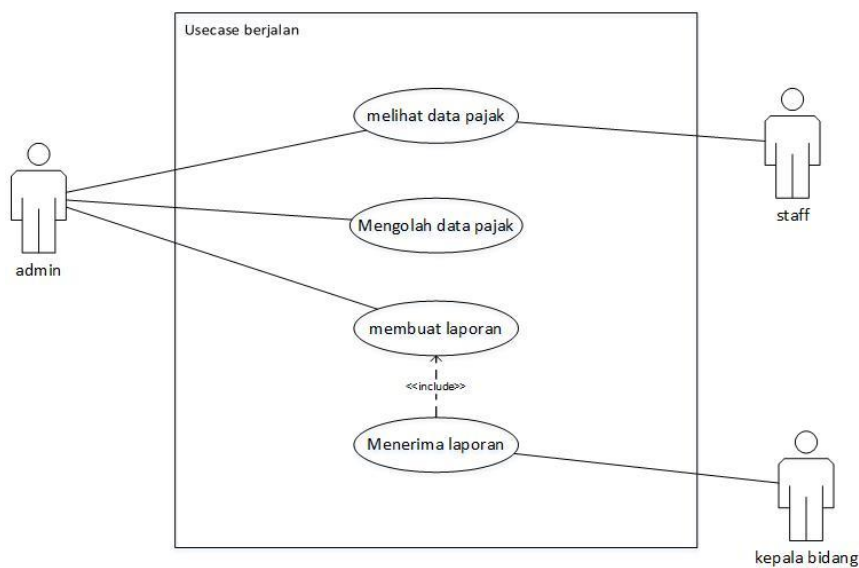 Usecase berjalan
melihat data pajak
staff
Mengolah data pajak
admin
membuat laporan
<<include>>
Menerima laporan
kepala bidang